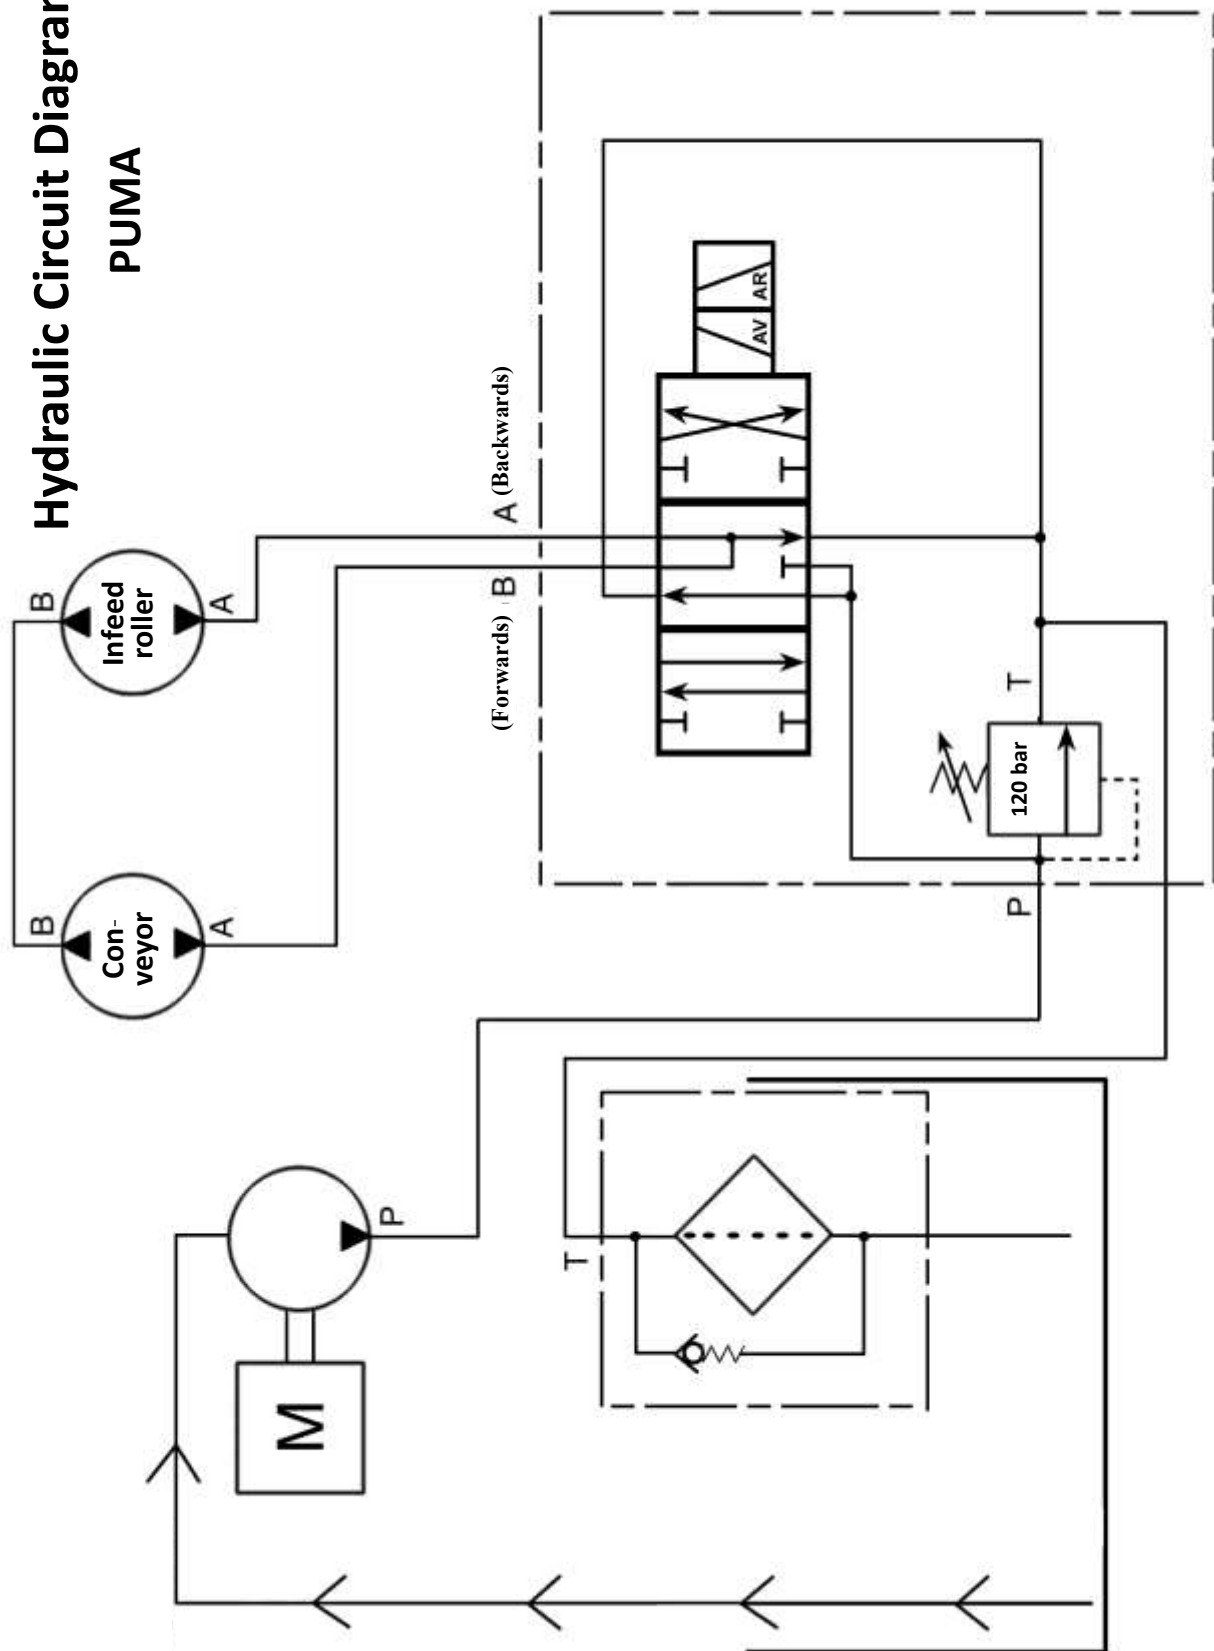 Hydraulic Circuit Diagram
PUMA
B
Infeed
roller
A
B
Con-
veyor
A
A (Backwards)
(Forwards) B
AV AR
T
120 bar
P
P
T
M